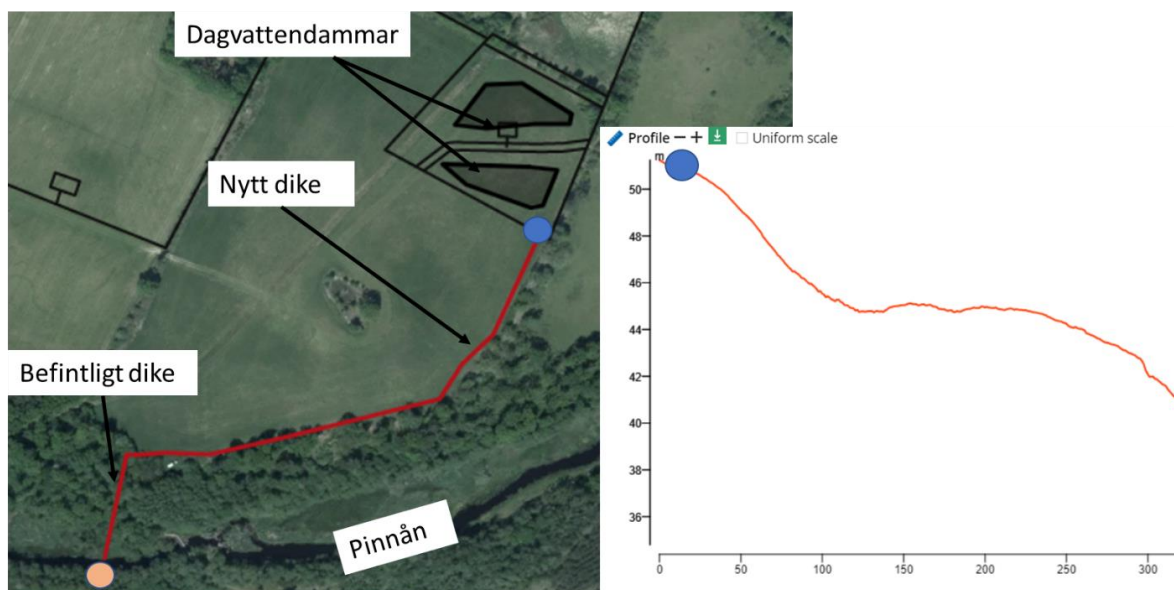 Dagvattendammar
Nytt dike
Befintligt dike
Pinnån
Profile − + Uniform scale
m
50
48
46
44
42
40
38
36
0
50
100
150
200
250
300